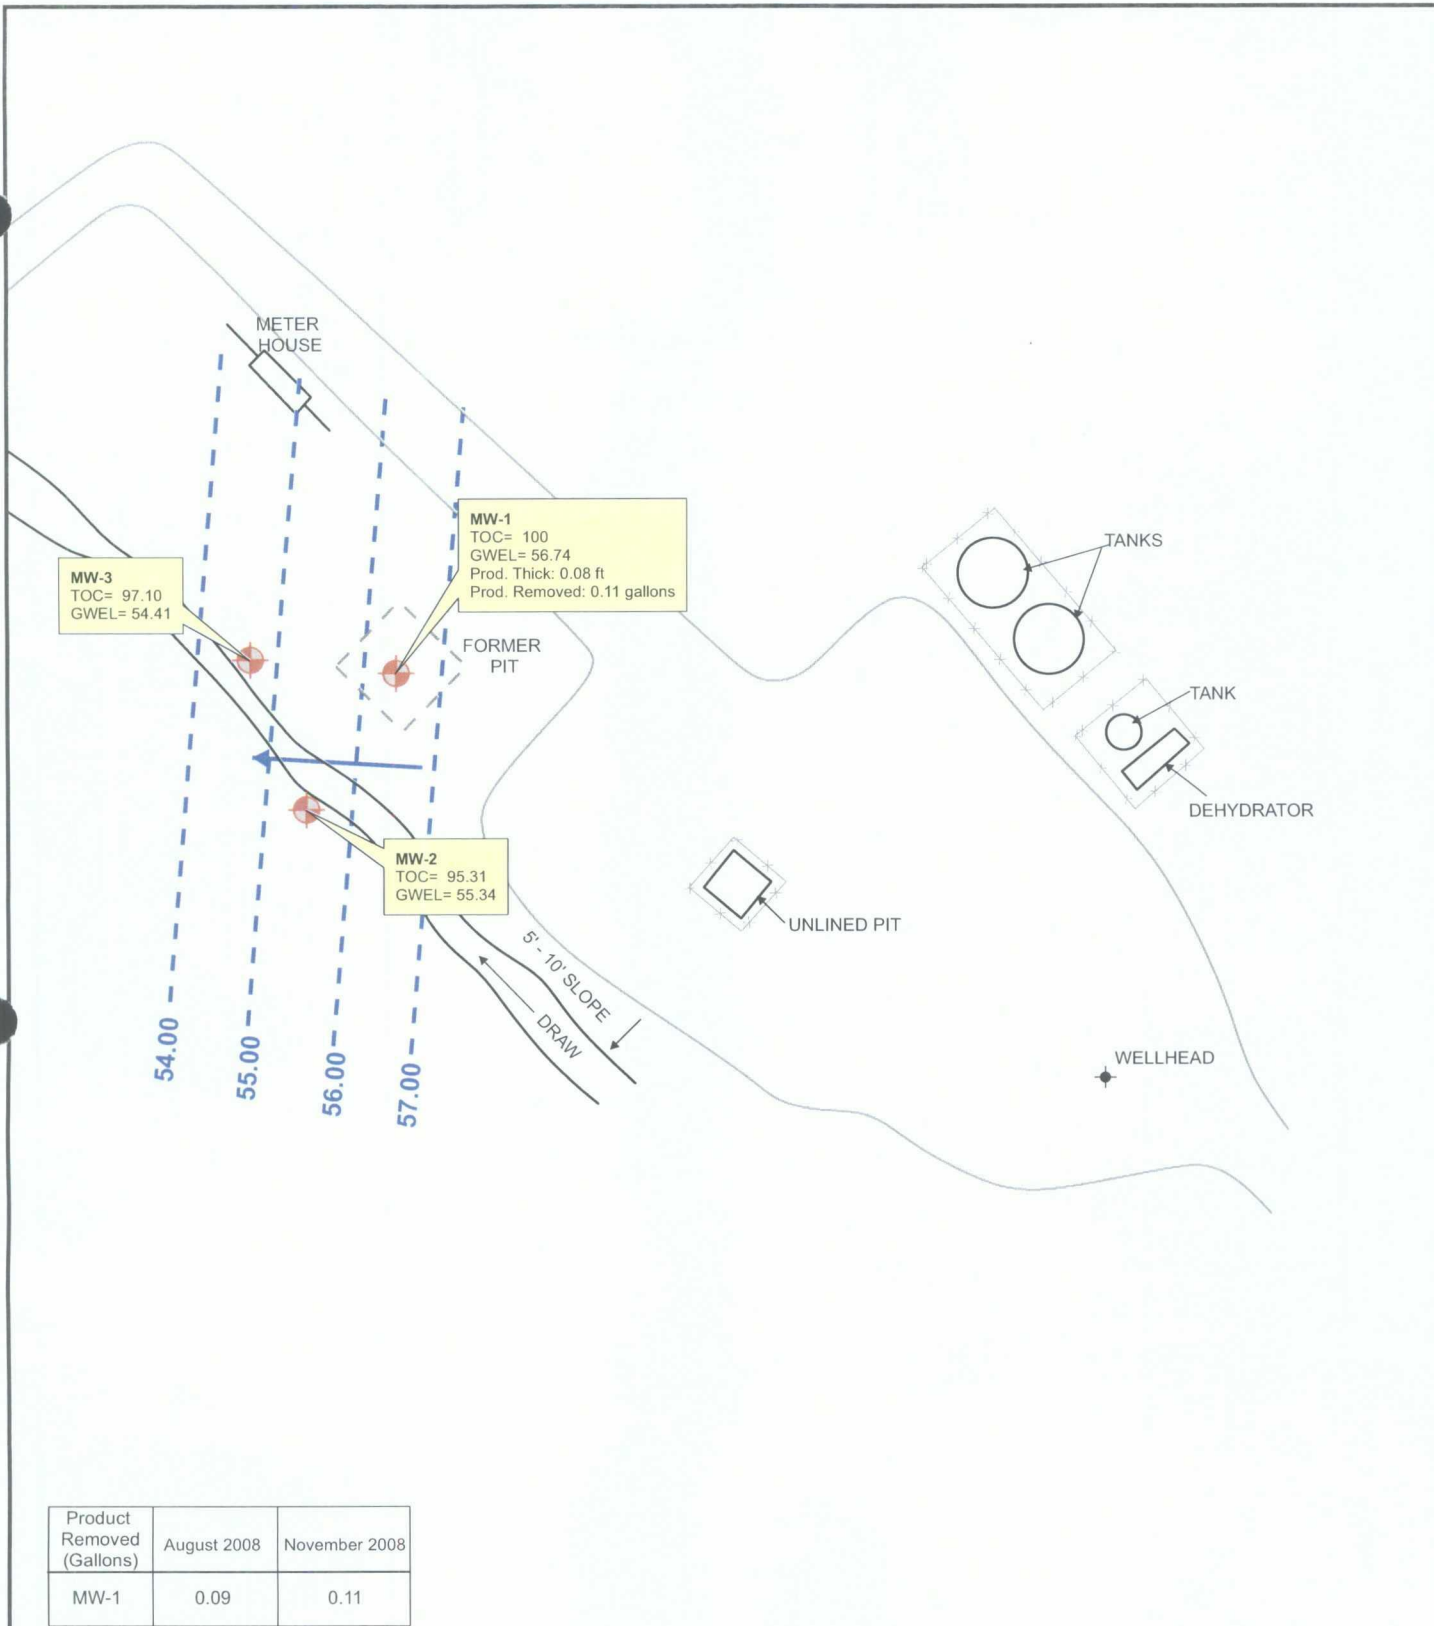 METER
HOUSE
MW-1
TOC= 100
GWEL= 56.74
Prod. Thick: 0.08 ft
Prod. Removed: 0.11 gallons
MW-3
TOC= 97.10
GWEL= 54.41
FORMER
PIT
TANKS
TANK
DEHYDRATOR
MW-2
TOC= 95.31
GWEL= 55.34
UNLINED PIT
5' - 10' SLOPE
DRAW
WELLHEAD
54.00
55.00
56.00
57.00
Product
Removed
(Gallons)
August 2008
November 2008
MW-1
0.09
0.11